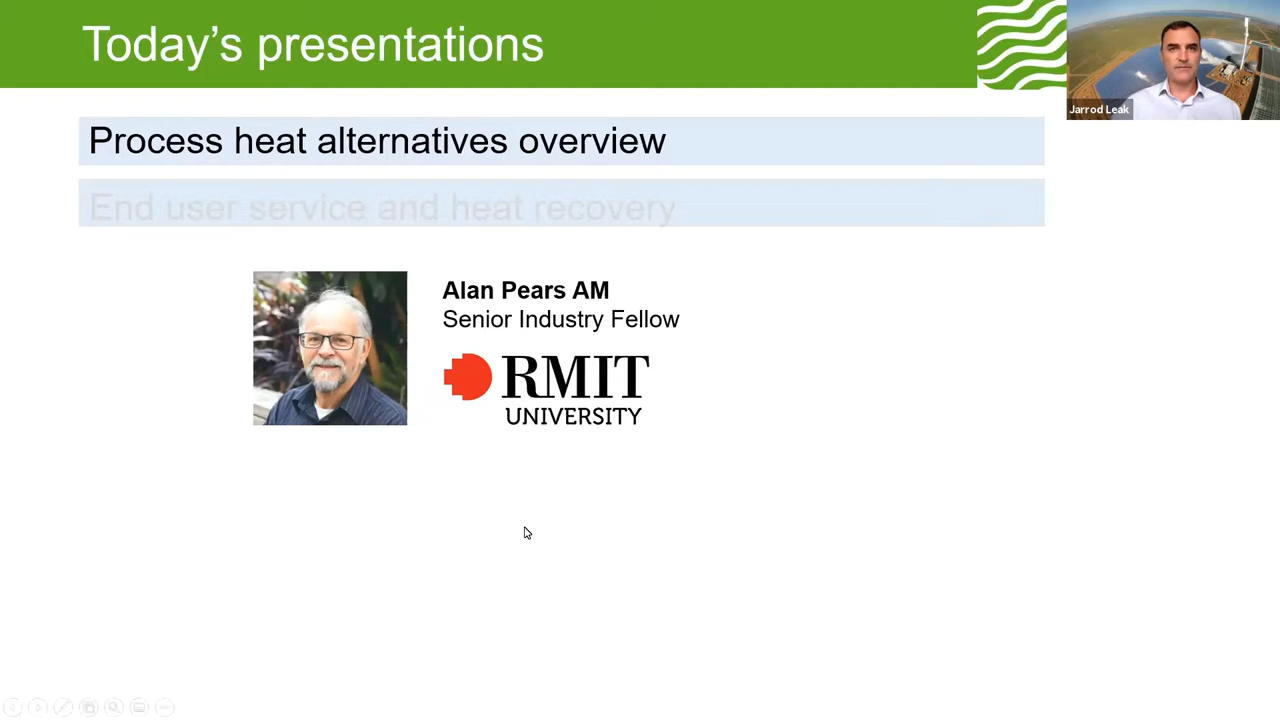 Today's presentations
Jarrod Leak
Process heat alternatives overview
End user service and heat recovery
Alan Pears AM
Senior Industry Fellow
RMIT
UNIVERSITY